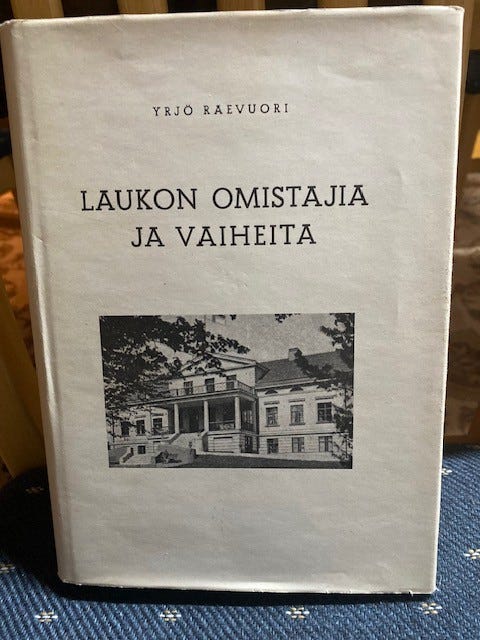 YRJÖ RAEVUORI
LAUKON OMISTAJIA
JA VAIHEITA